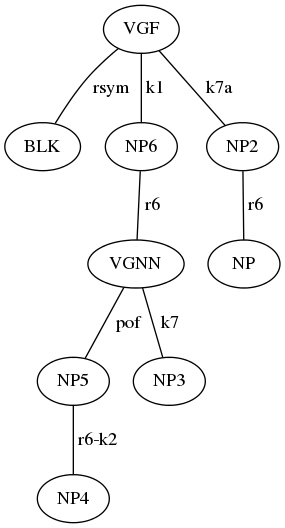 VGF
rsym k1 k7a
BLK NP6 NP2
r6 r6
VGNN NP
pof k7
NP5 NP3
r6-k2
NP4